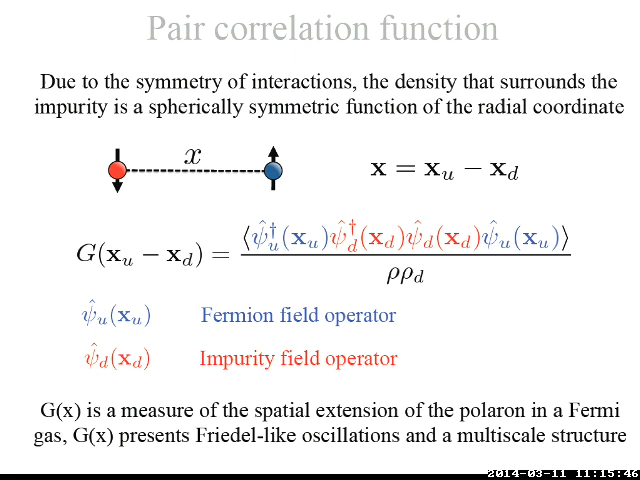 Pair correlation function
Due to the symmetry of interactions, the density that surrounds the
impurity is a spherically symmetric function of the radial coordinate
x
x = x_u − x_d
G(x_u − x_d) = ⟨ψ̂_u†(x_u)ψ̂_d†(x_d)ψ̂_d(x_d)ψ̂_u(x_u)⟩ / ρρ_d
ψ̂_u(x_u) Fermion field operator
ψ̂_d(x_d) Impurity field operator
G(x) is a measure of the spatial extension of the polaron in a Fermi
gas, G(x) presents Friedel-like oscillations and a multiscale structure
2014-03-11 11:15:46